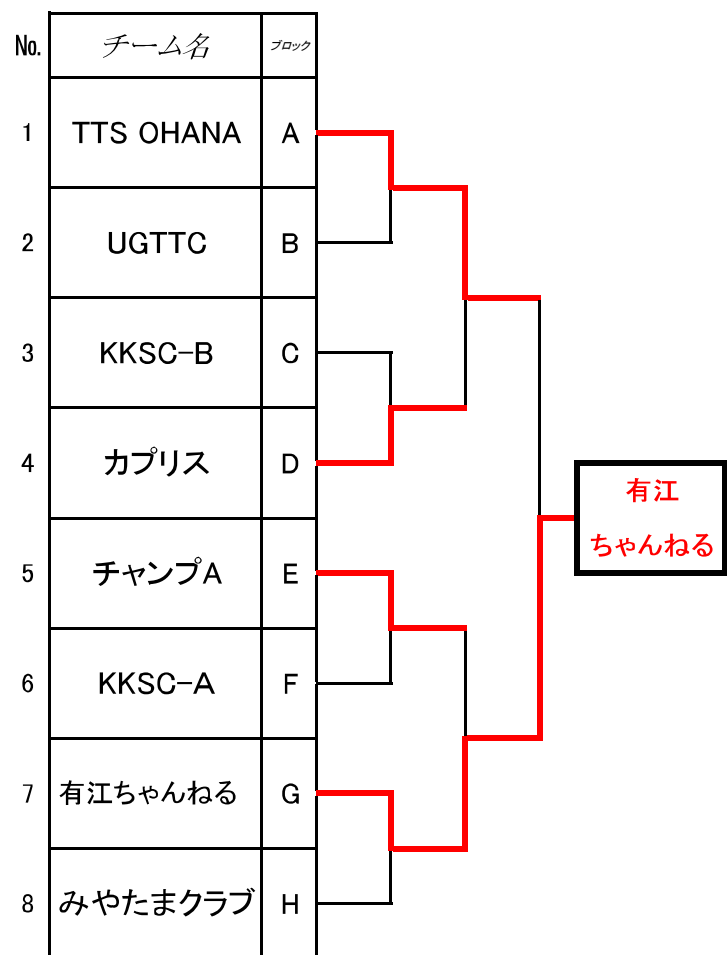 No. チーム名 ブロック
1 TTS OHANA A
2 UGTTC B
3 KKSC-B C
4 カプリス D
5 チャンプA E
6 KKSC-A F
7 有江ちゃんねる G
8 みやたまクラブ H
有江
ちゃんねる